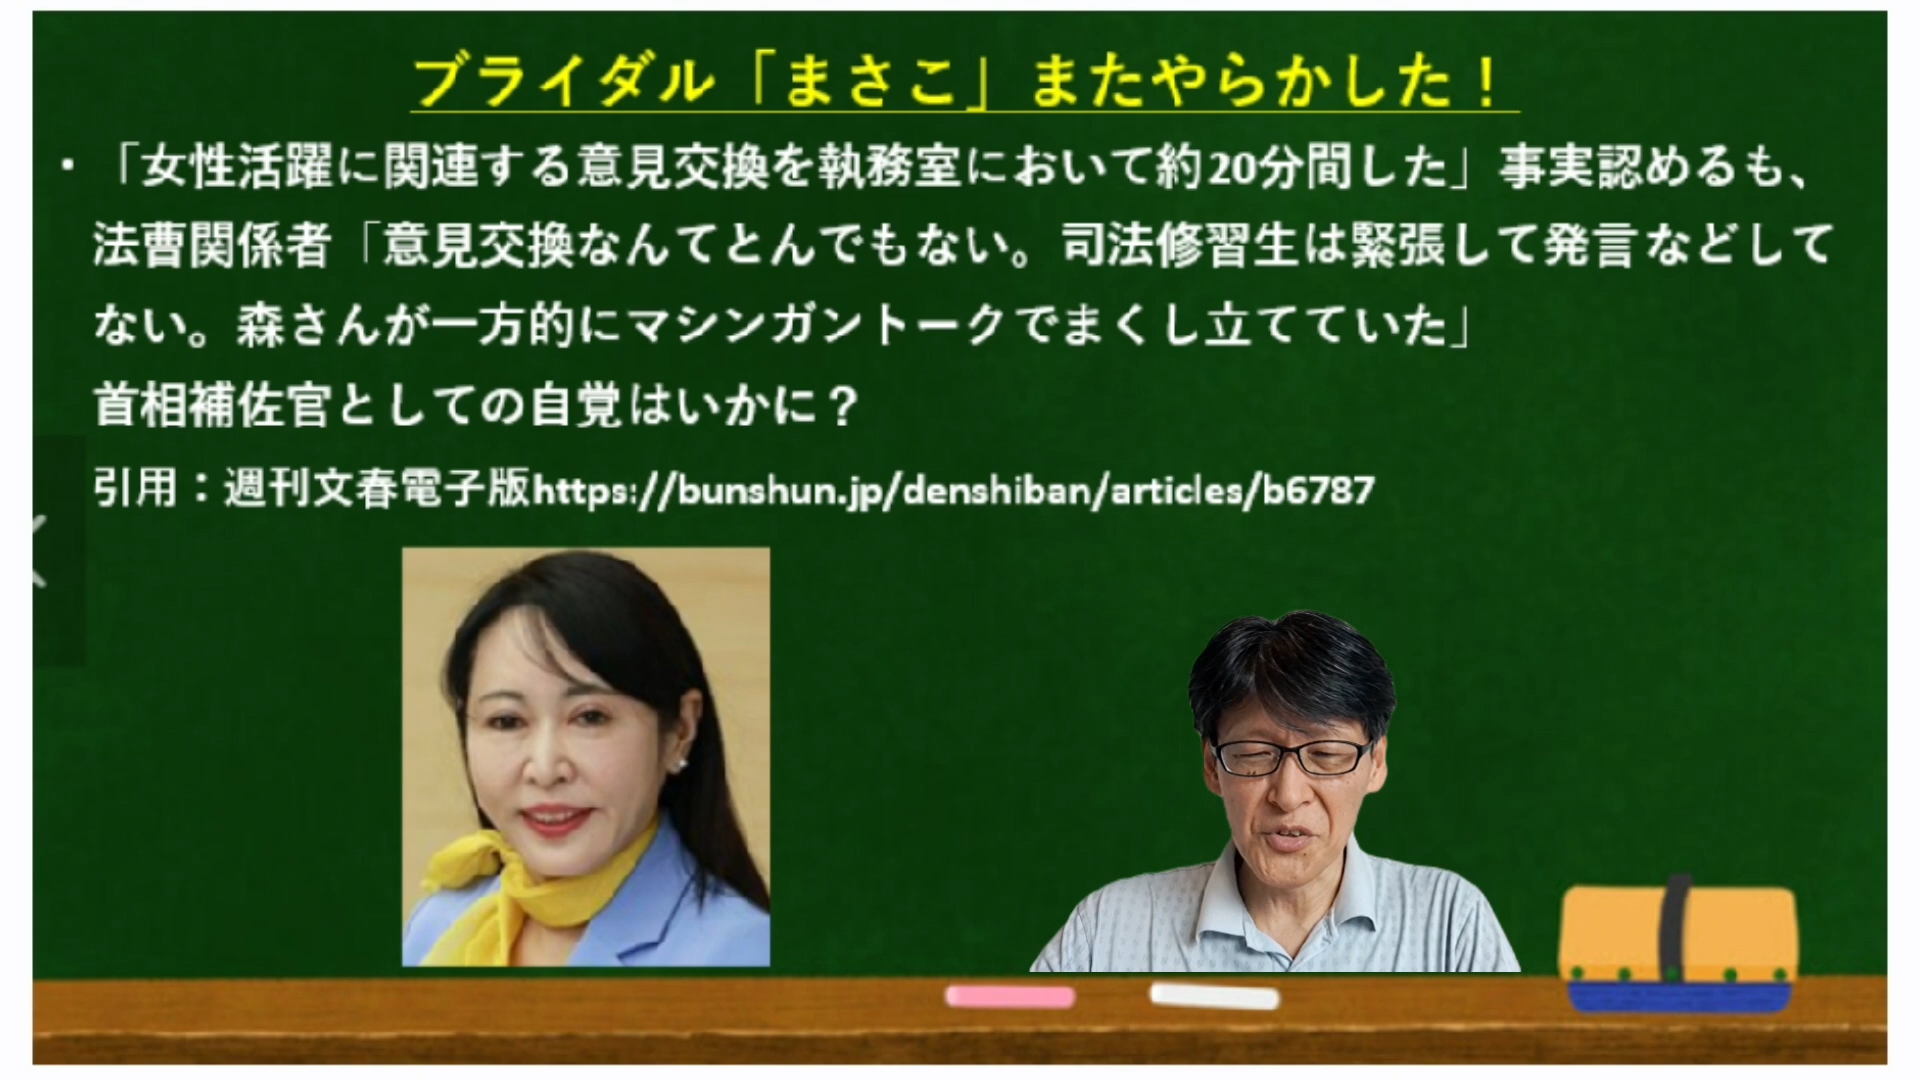 ブライダル「まさこ」またやらかした！
・「女性活躍に関連する意見交換を執務室において約20分間した」事実認めるも、
法曹関係者「意見交換なんてとんでもない。司法修習生は緊張して発言などして
ない。森さんが一方的にマシンガントークでまくし立てていた」
首相補佐官としての自覚はいかに？
引用：週刊文春電子版https://bunshun.jp/denshiban/articles/b6787